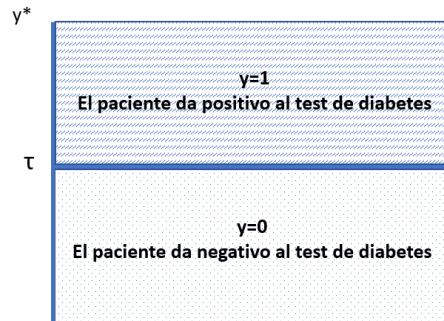 y*
y=1
El paciente da positivo al test de diabetes
τ
y=0
El paciente da negativo al test de diabetes